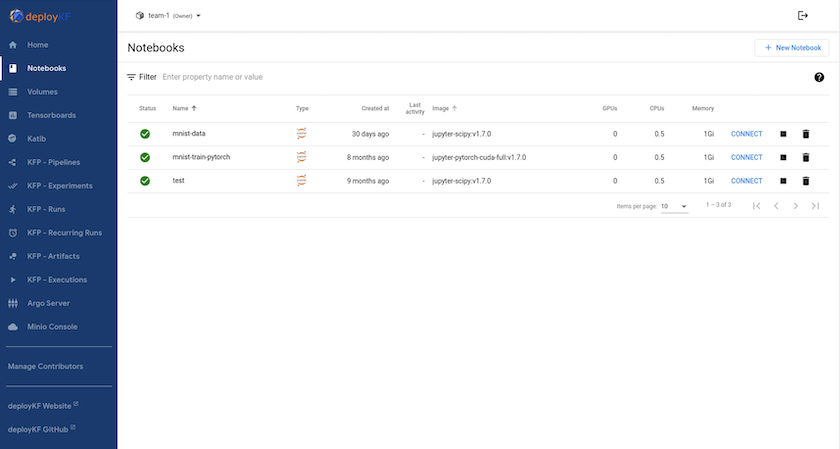 deployKF
team-1 (Owner)
Home
Notebooks
Volumes
Tensorboards
Katib
KFP - Pipelines
KFP - Experiments
KFP - Runs
KFP - Recurring Runs
KFP - Artifacts
KFP - Executions
Argo Server
Minio Console
Manage Contributors
deployKF Website
deployKF GitHub
Notebooks
+ New Notebook
Filter Enter property name or value
Status Name Type Created at Last activity Image GPUs CPUs Memory
mnist-data 30 days ago - jupyter-scipy:v1.7.0 0 0.5 1Gi CONNECT
mnist-train-pytorch 8 months ago - jupyter-pytorch-cuda-full:v1.7.0 0 0.5 1Gi CONNECT
test 9 months ago - jupyter-scipy:v1.7.0 0 0.5 1Gi CONNECT
Items per page: 10 1 – 3 of 3